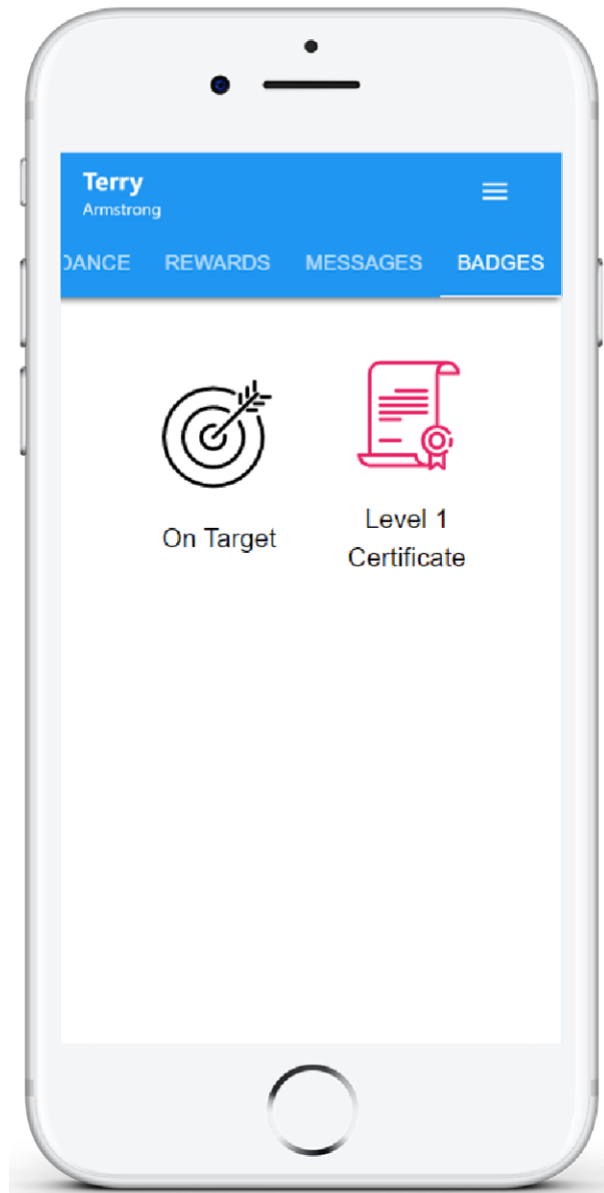 Terry
Armstrong
DANCE REWARDS MESSAGES BADGES
On Target
Level 1
Certificate